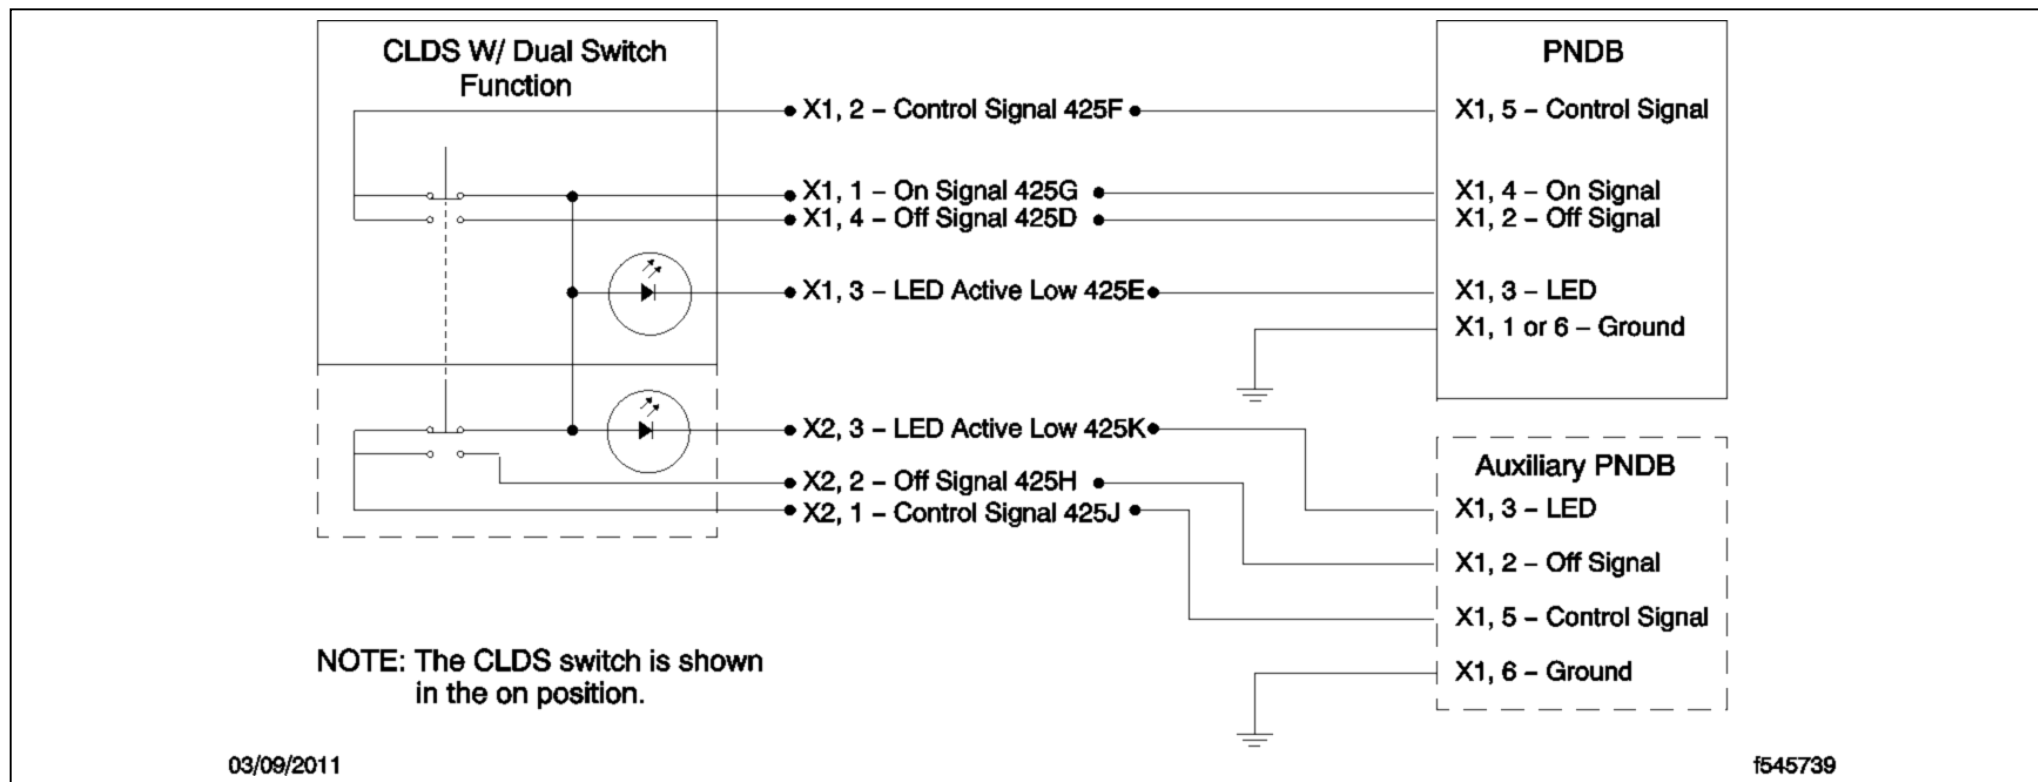 CLDS W/ Dual Switch
Function
X1, 2 – Control Signal 425F
X1, 1 – On Signal 425G
X1, 4 – Off Signal 425D
X1, 3 – LED Active Low 425E
X2, 3 – LED Active Low 425K
X2, 2 – Off Signal 425H
X2, 1 – Control Signal 425J
PNDB
X1, 5 – Control Signal
X1, 4 – On Signal
X1, 2 – Off Signal
X1, 3 – LED
X1, 1 or 6 – Ground
Auxiliary PNDB
X1, 3 – LED
X1, 2 – Off Signal
X1, 5 – Control Signal
X1, 6 – Ground
NOTE: The CLDS switch is shown
in the on position.
03/09/2011
f545739